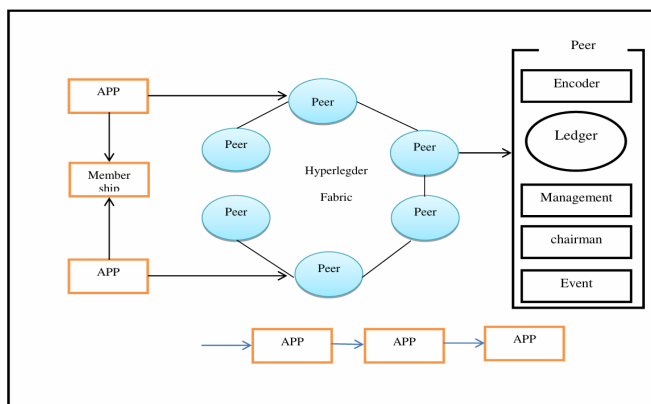 Peer
APP
Encoder
Peer
Peer
Ledger
Peer
Member
ship
Hyperlegder
Fabric
Management
Peer
Peer
chairman
APP
Peer
Event
APP
APP
APP